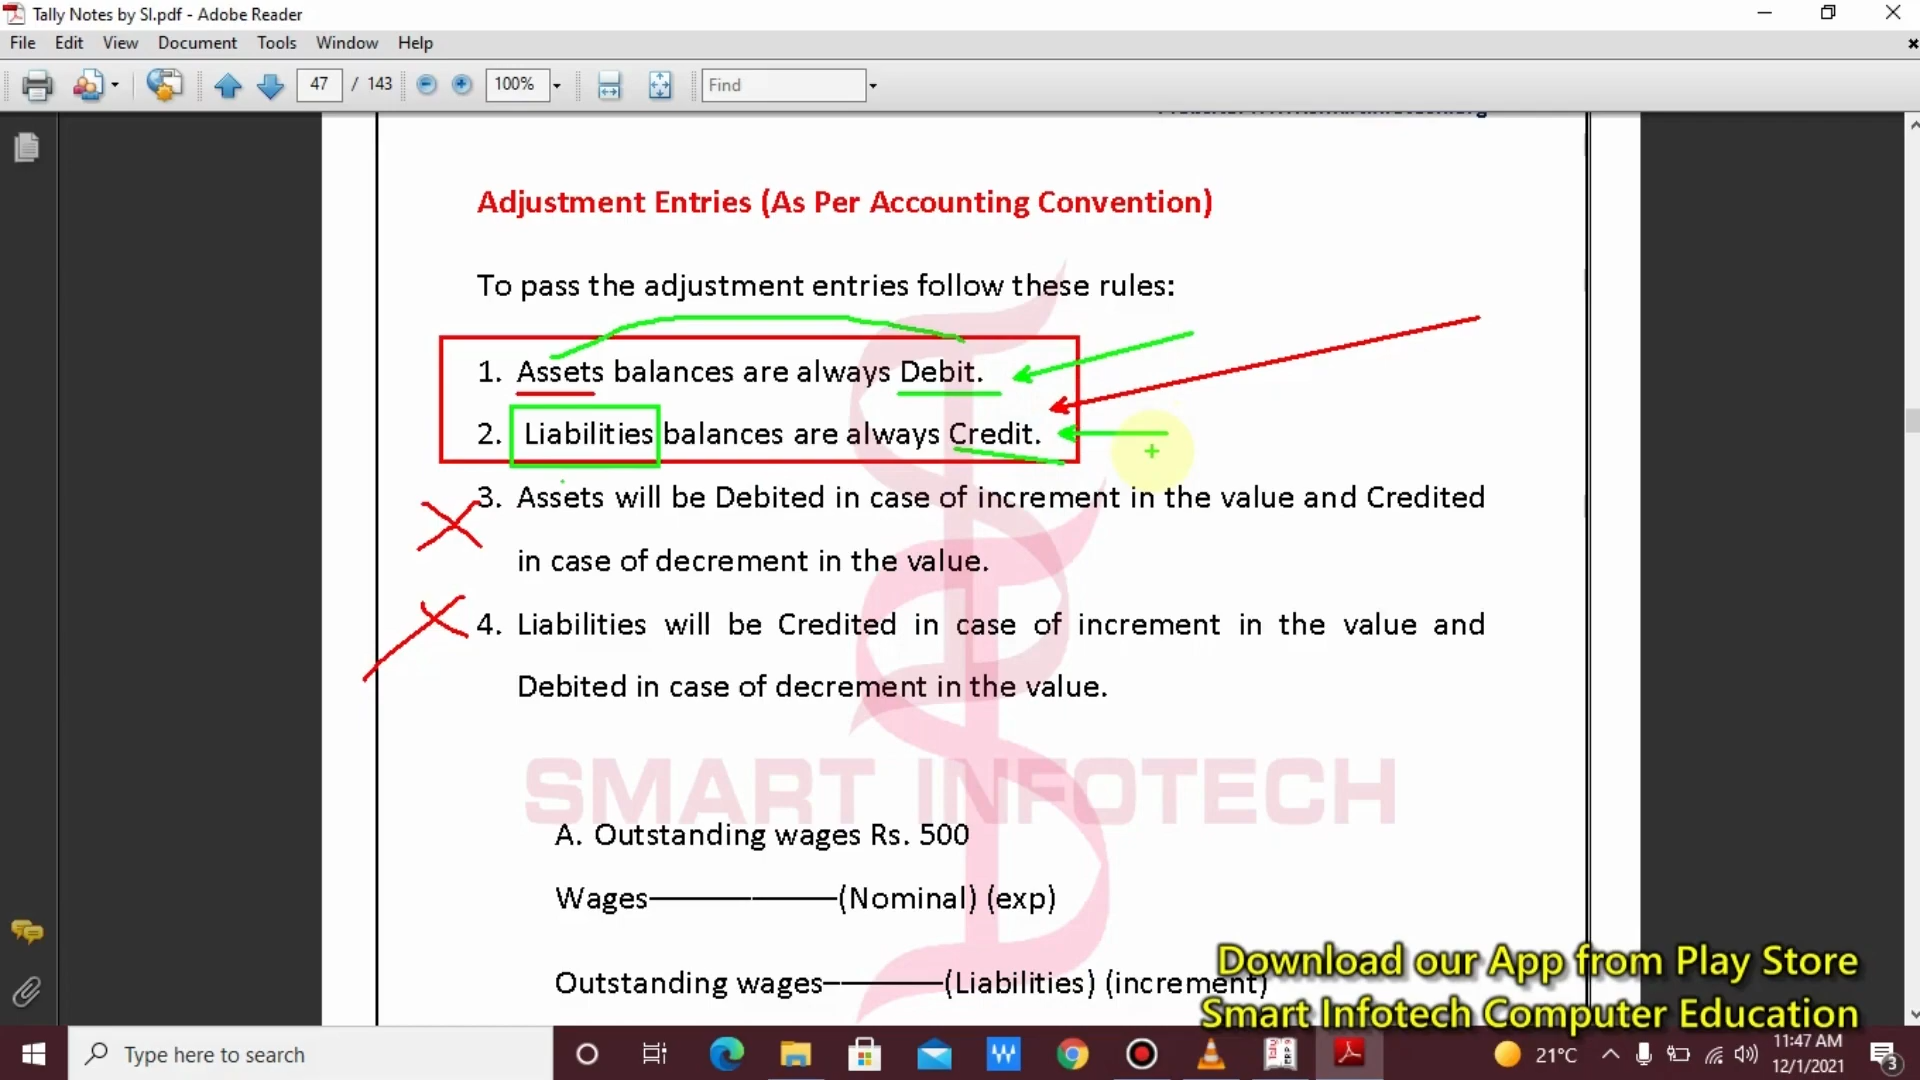 Tally Notes by SI.pdf - Adobe Reader
File Edit View Document Tools Window Help
47 / 143 100% Find
Adjustment Entries (As Per Accounting Convention)
To pass the adjustment entries follow these rules:
1. Assets balances are always Debit.
2. Liabilities balances are always Credit.
3. Assets will be Debited in case of increment in the value and Credited
in case of decrement in the value.
4. Liabilities will be Credited in case of increment in the value and
Debited in case of decrement in the value.
SMART INFOTECH
A. Outstanding wages Rs. 500
Wages——————(Nominal) (exp)
Outstanding wages————(Liabilities) (increment)
Download our App from Play Store
Smart Infotech Computer Education
Type here to search
21°C
11:47 AM
12/1/2021
3